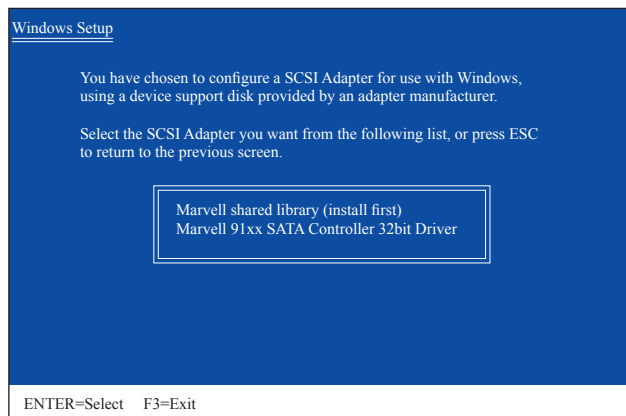 Windows Setup
You have chosen to configure a SCSI Adapter for use with Windows,
using a device support disk provided by an adapter manufacturer.
Select the SCSI Adapter you want from the following list, or press ESC
to return to the previous screen.
Marvell shared library (install first)
Marvell 91xx SATA Controller 32bit Driver
ENTER=Select F3=Exit